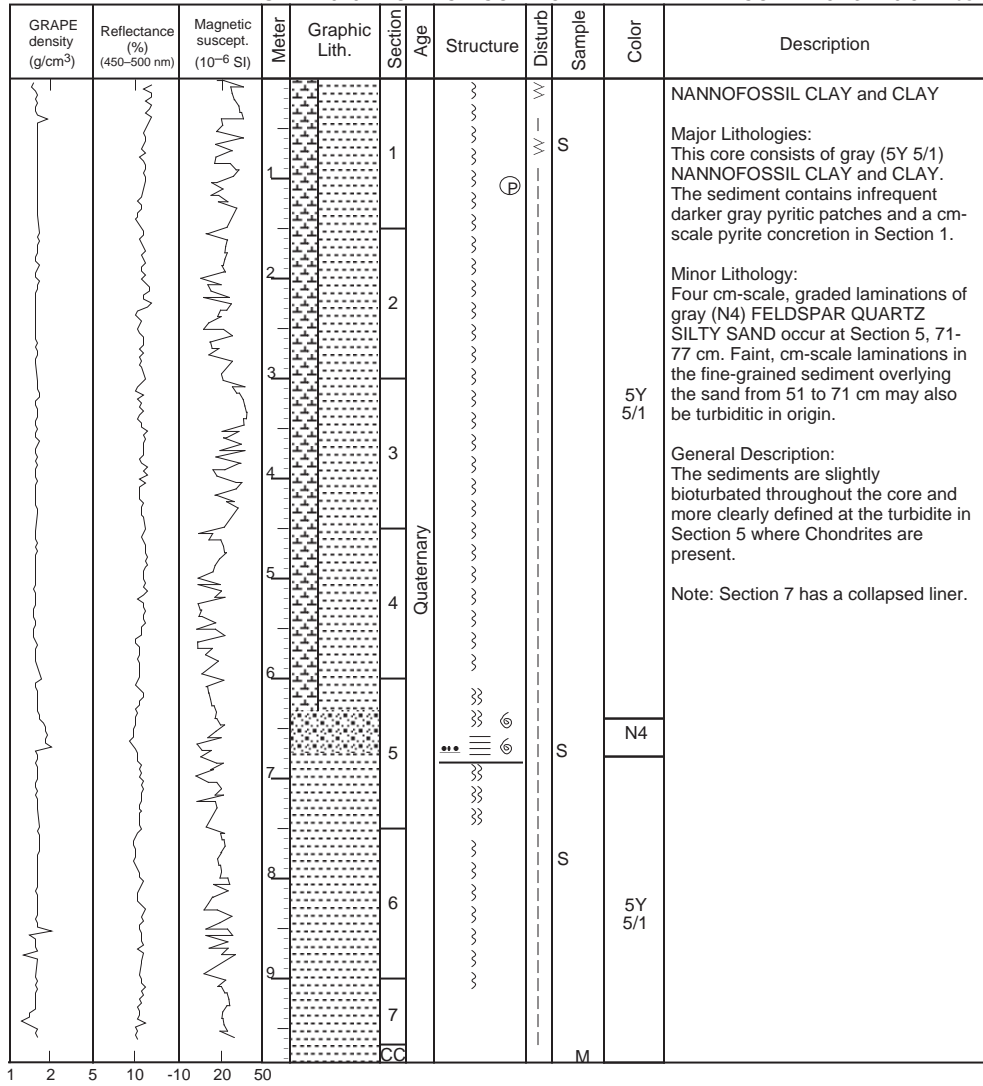 GRAPE
density
(g/cm3)
Reflectance
(%)
(450–500 nm)
Magnetic
suscept.
(10–6 SI)
Meter
Graphic
Lith.
Section
Age
Structure
Disturb
Sample
Color
Description
1
2
3
4
5
6
7
8
9
1
2
3
4
5
6
7
CC
Quaternary
P
S
S
S
M
5Y
5/1
N4
5Y
5/1
NANNOFOSSIL CLAY and CLAY
Major Lithologies:
This core consists of gray (5Y 5/1)
NANNOFOSSIL CLAY and CLAY.
The sediment contains infrequent
darker gray pyritic patches and a cm-
scale pyrite concretion in Section 1.
Minor Lithology:
Four cm-scale, graded laminations of
gray (N4) FELDSPAR QUARTZ
SILTY SAND occur at Section 5, 71-
77 cm. Faint, cm-scale laminations in
the fine-grained sediment overlying
the sand from 51 to 71 cm may also
be turbiditic in origin.
General Description:
The sediments are slightly
bioturbated throughout the core and
more clearly defined at the turbidite in
Section 5 where Chondrites are
present.
Note: Section 7 has a collapsed liner.
1 2 5 10 -10 20 50